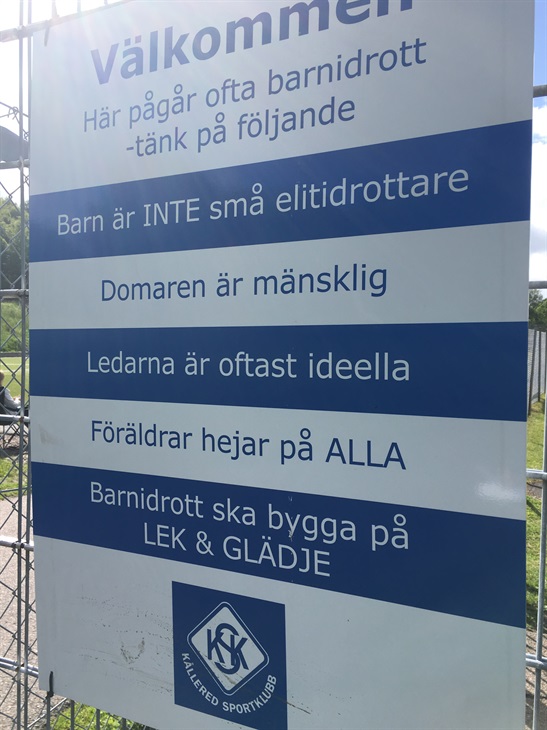 Välkommen
Här pågår ofta barnidrott
-tänk på följande
Barn är INTE små elitidrottare
Domaren är mänsklig
Ledarna är oftast ideella
Föräldrar hejar på ALLA
Barnidrott ska bygga på
LEK & GLÄDJE
KSK
KÅLLERED SPORTKLUBB